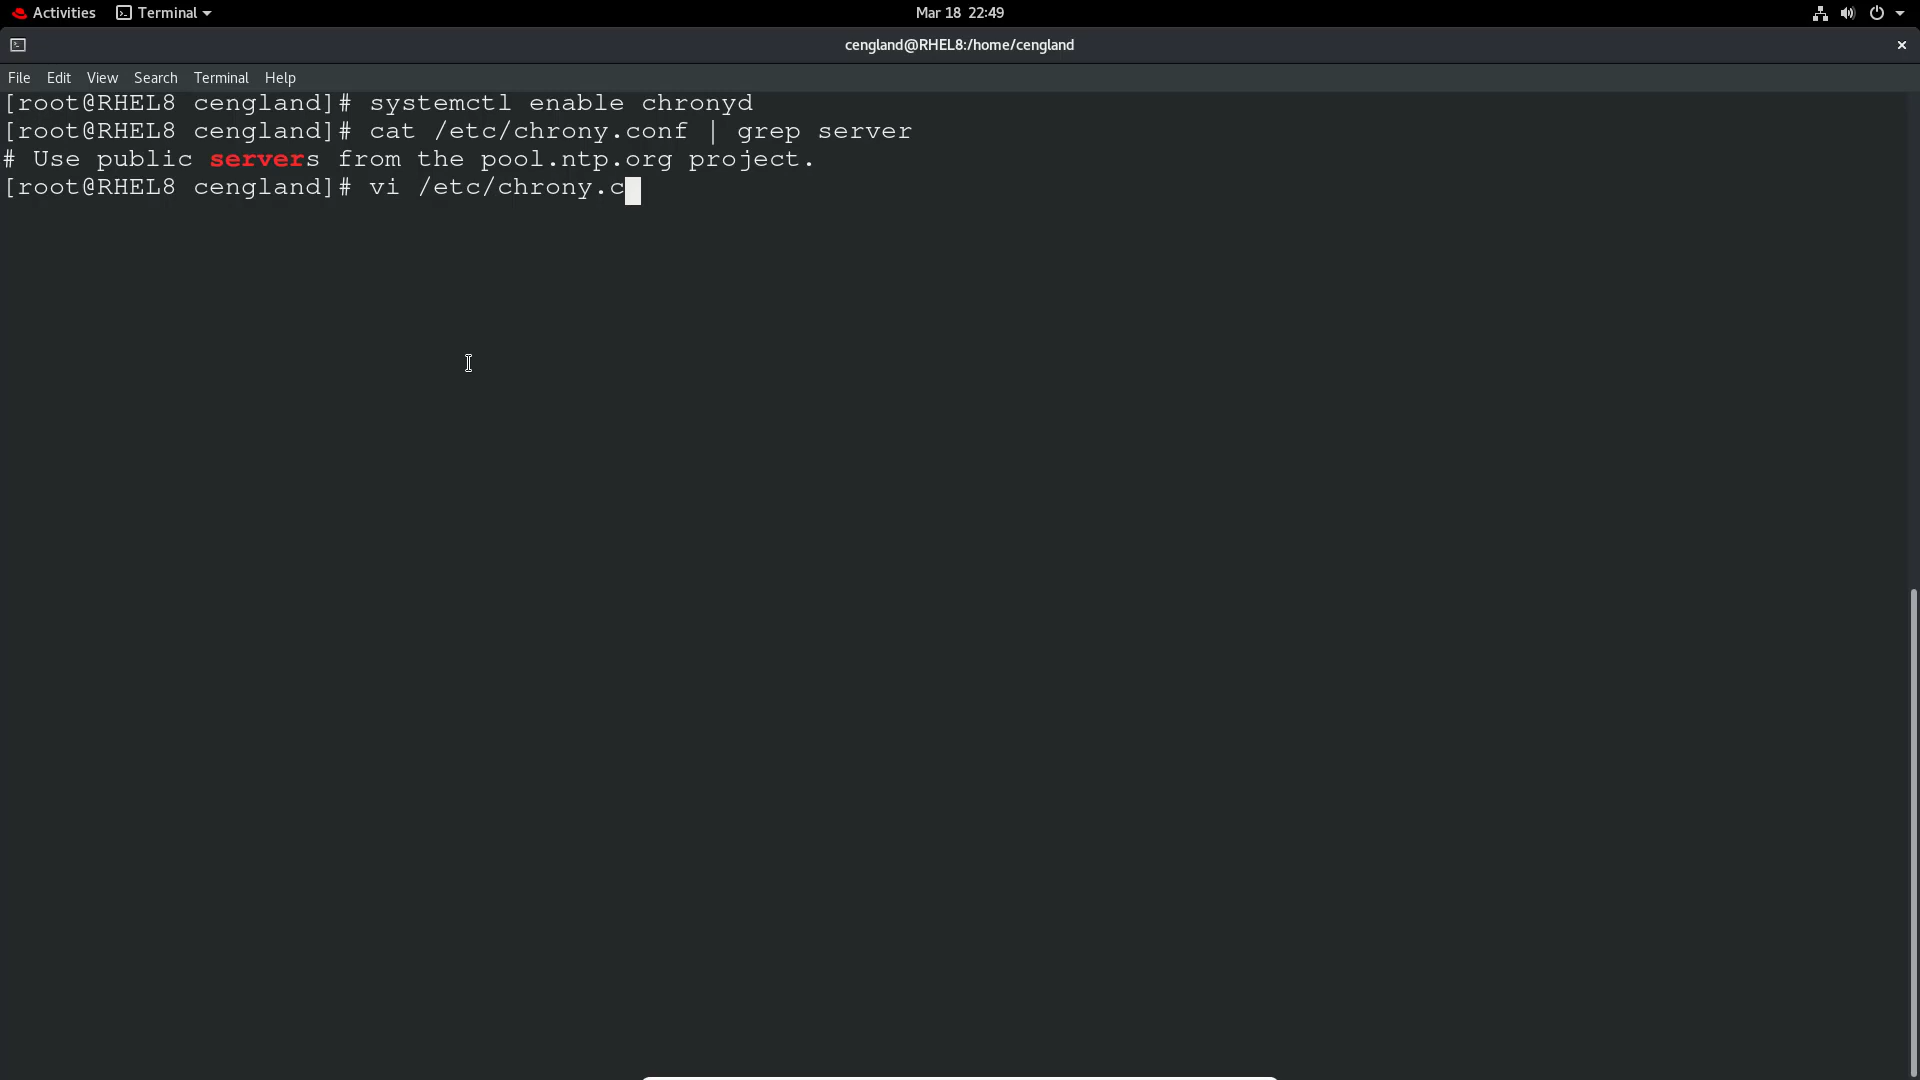 Activities Terminal Mar 18 22:49
cengland@RHEL8:/home/cengland
File Edit View Search Terminal Help
[root@RHEL8 cengland]# systemctl enable chronyd
[root@RHEL8 cengland]# cat /etc/chrony.conf | grep server
# Use public servers from the pool.ntp.org project.
[root@RHEL8 cengland]# vi /etc/chrony.c